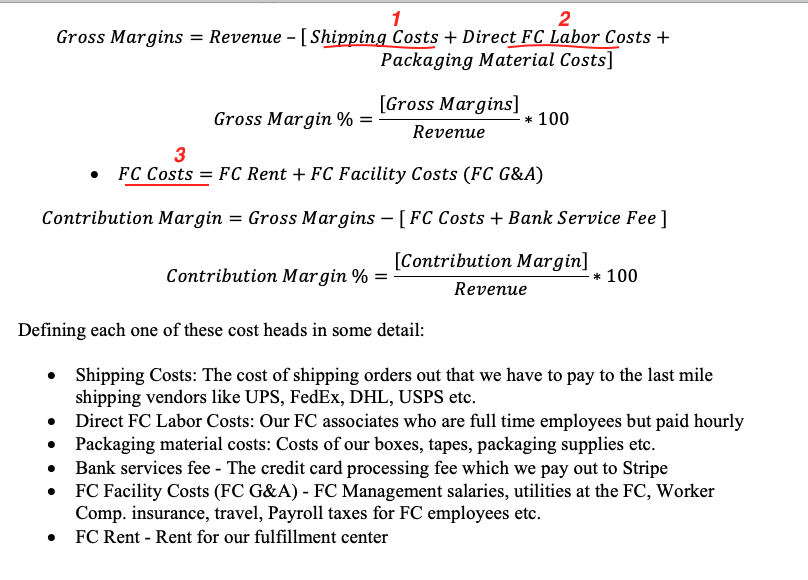 1 2
Gross Margins = Revenue – [ Shipping Costs + Direct FC Labor Costs +
Packaging Material Costs]
Gross Margin % = [Gross Margins] / Revenue * 100
3
• FC Costs = FC Rent + FC Facility Costs (FC G&A)
Contribution Margin = Gross Margins − [ FC Costs + Bank Service Fee ]
Contribution Margin % = [Contribution Margin] / Revenue * 100
Defining each one of these cost heads in some detail:
• Shipping Costs: The cost of shipping orders out that we have to pay to the last mile
shipping vendors like UPS, FedEx, DHL, USPS etc.
• Direct FC Labor Costs: Our FC associates who are full time employees but paid hourly
• Packaging material costs: Costs of our boxes, tapes, packaging supplies etc.
• Bank services fee - The credit card processing fee which we pay out to Stripe
• FC Facility Costs (FC G&A) - FC Management salaries, utilities at the FC, Worker
Comp. insurance, travel, Payroll taxes for FC employees etc.
• FC Rent - Rent for our fulfillment center